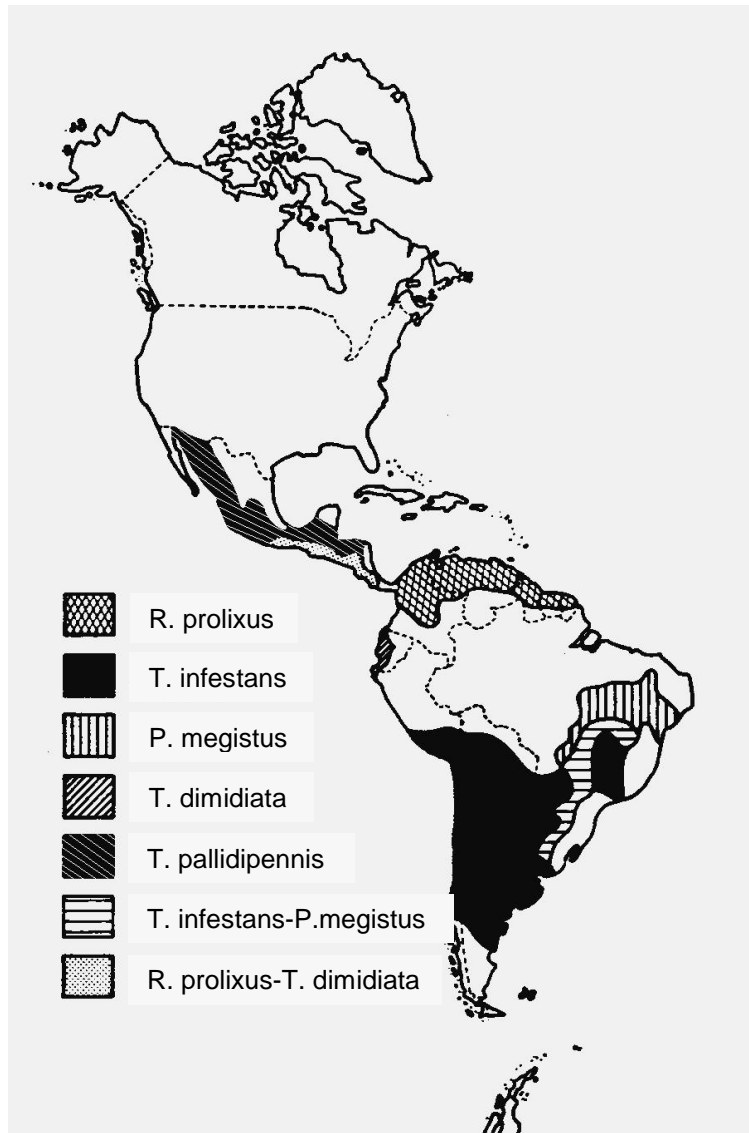 R. prolixus
T. infestans
P. megistus
T. dimidiata
T. pallidipennis
T. infestans-P.megistus
R. prolixus-T. dimidiata